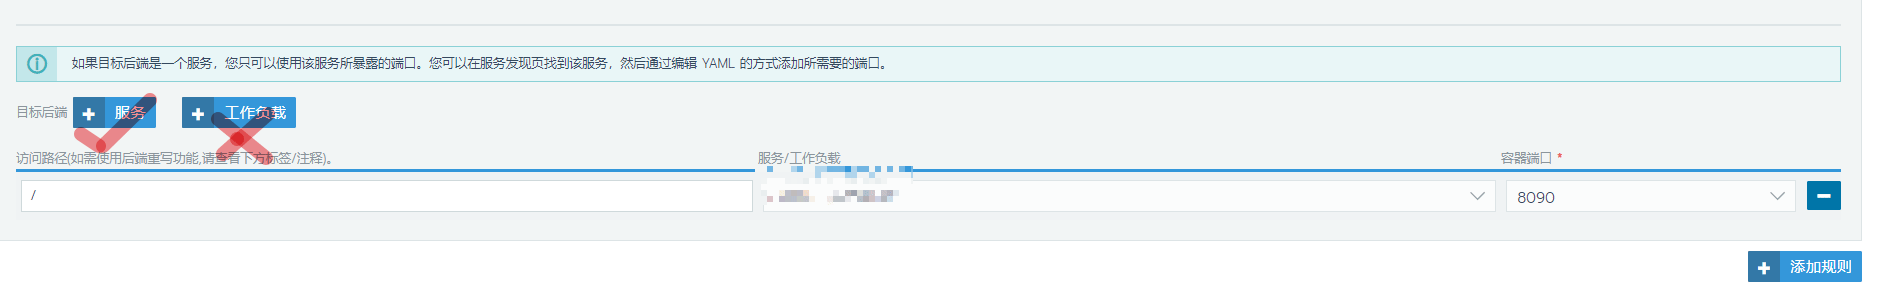 如果目标后端是一个服务，您只可以使用该服务所暴露的端口。您可以在服务发现页找到该服务，然后通过编辑 YAML 的方式添加所需要的端口。
目标后端 服务 工作负载
访问路径(如需使用后端重写功能,请查看下方标签/注释)。 服务/工作负载 容器端口 *
/ 8090
添加规则